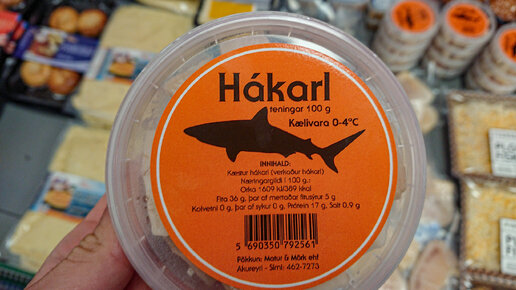 Hákarl
teningar 100 g
Kælivara 0-4°C
INNIHALD:
Kæstur hákarl (verkaður hákarl)
Næringargildi í 100 g.:
Orka 1609 kJ/389 kkal
Fita 36 g, þar af mettaðar fitusýrur 5 g
Kolvetni 0 g, þar af sykur 0 g, Prótein 17 g, Salt 0,9 g
5 690350 792561
Pökkun: Matur & Mörk ehf.
Akureyri - Sími: 462-7273